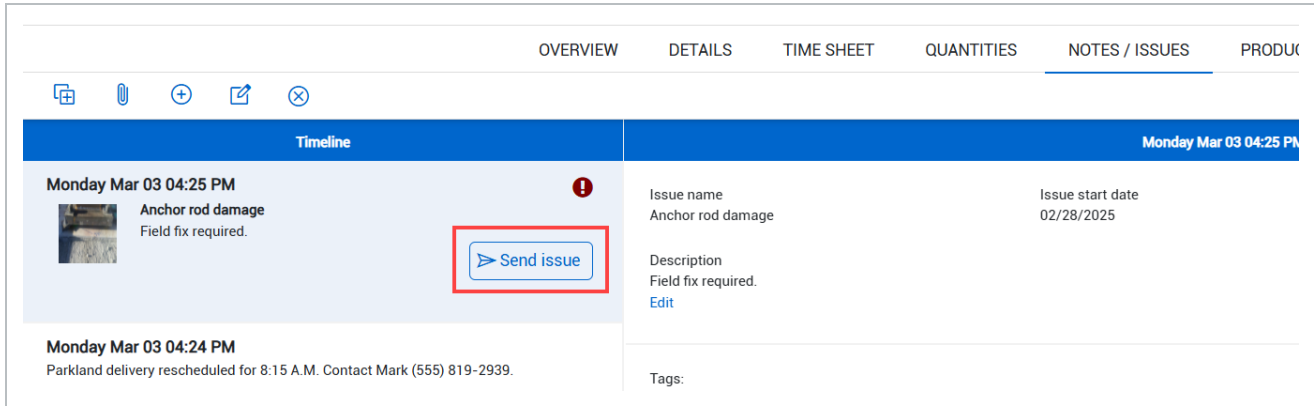 OVERVIEW DETAILS TIME SHEET QUANTITIES NOTES / ISSUES
Timeline
Monday Mar 03 04:25 PM
Monday Mar 03 04:25 PM
Anchor rod damage
Field fix required.
Send issue
Monday Mar 03 04:24 PM
Parkland delivery rescheduled for 8:15 A.M. Contact Mark (555) 819-2939.
Issue name
Anchor rod damage
Issue start date
02/28/2025
Description
Field fix required.
Edit
Tags: